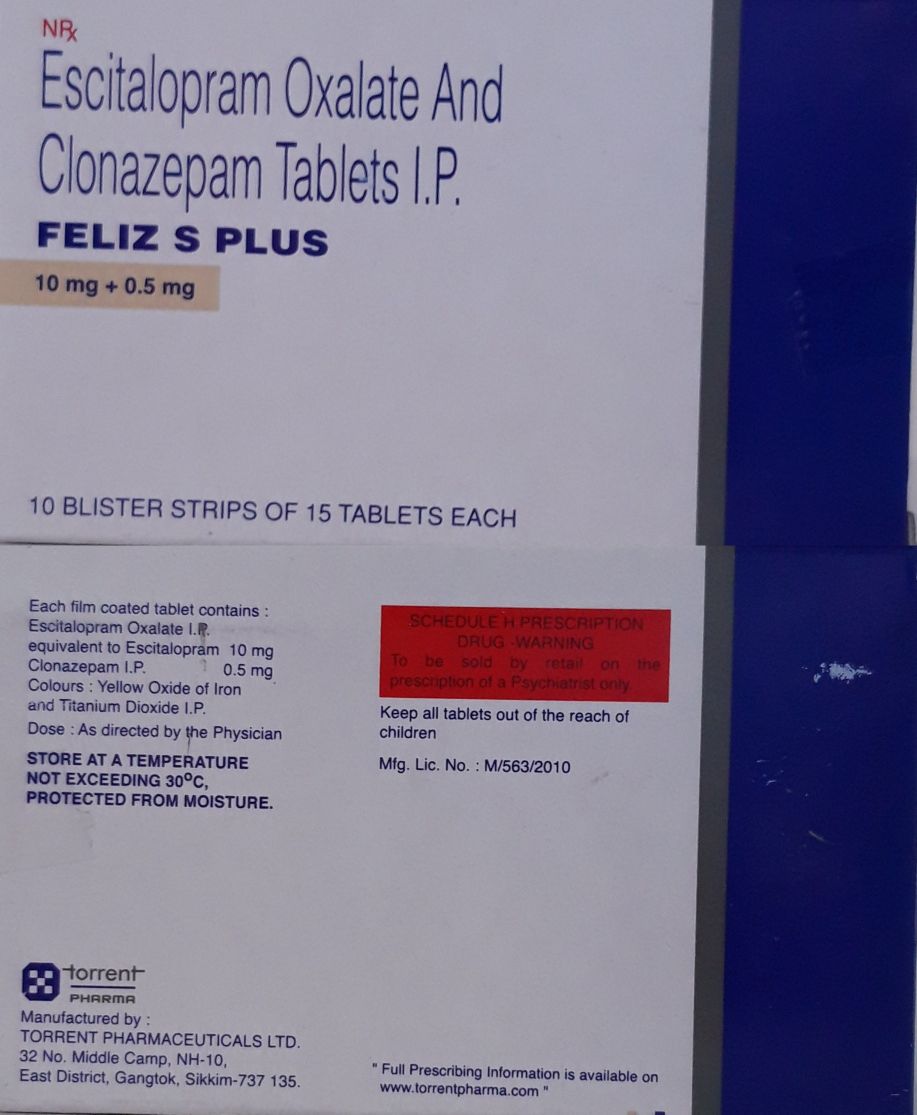 NRx
Escitalopram Oxalate And
Clonazepam Tablets I.P.
FELIZ S PLUS
10 mg + 0.5 mg
10 BLISTER STRIPS OF 15 TABLETS EACH
Each film coated tablet contains :
Escitalopram Oxalate I.P.
equivalent to Escitalopram 10 mg
Clonazepam I.P. 0.5 mg
Colours : Yellow Oxide of Iron
and Titanium Dioxide I.P.
Dose : As directed by the Physician
STORE AT A TEMPERATURE
NOT EXCEEDING 30°C,
PROTECTED FROM MOISTURE.
SCHEDULE H PRESCRIPTION
DRUG -WARNING
To be sold by retail on the
prescription of a Psychiatrist only.
Keep all tablets out of the reach of
children
Mfg. Lic. No. : M/563/2010
torrent
PHARMA
Manufactured by :
TORRENT PHARMACEUTICALS LTD.
32 No. Middle Camp, NH-10,
East District, Gangtok, Sikkim-737 135.
" Full Prescribing Information is available on
www.torrentpharma.com "